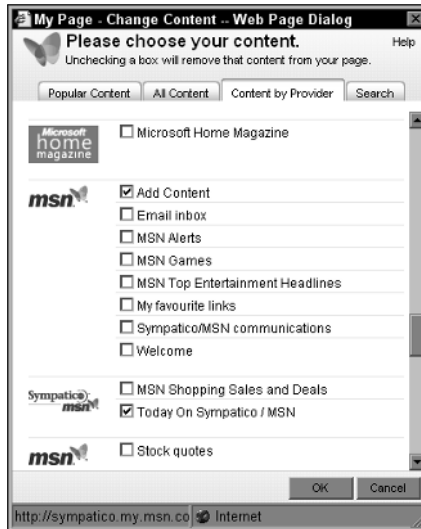 My Page - Change Content -- Web Page Dialog
Please choose your content.
Help
Unchecking a box will remove that content from your page.
Popular Content
All Content
Content by Provider
Search
Microsoft
home
magazine
Microsoft Home Magazine
msn
Add Content
Email inbox
MSN Alerts
MSN Games
MSN Top Entertainment Headlines
My favourite links
Sympatico/MSN communications
Welcome
Sympatico
msn
MSN Shopping Sales and Deals
Today On Sympatico / MSN
msn
Stock quotes
OK
Cancel
http://sympatico.my.msn.co
Internet